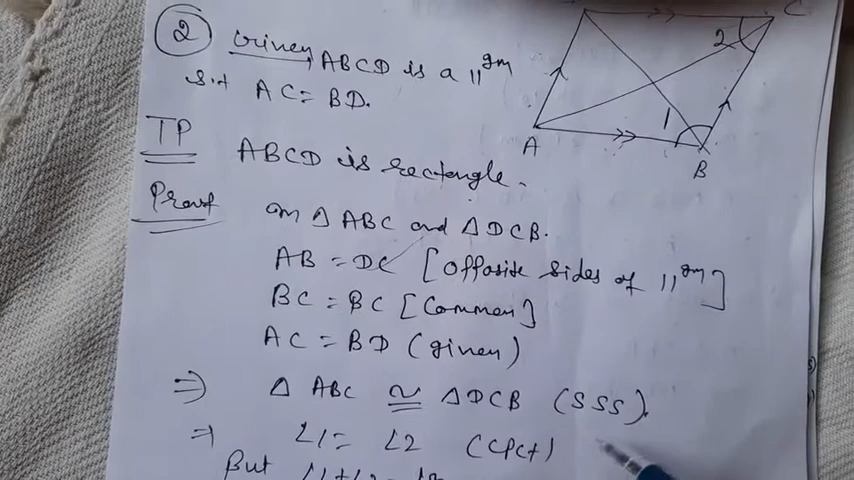 ② Given, ABCD is a ||gm
s.t AC = BD.
TP
ABCD is rectangle.
Proof
In △ ABC and △ DCB.
AB = DC [opposite sides of ||gm]
BC = BC [Common]
AC = BD (given)
⇒ △ ABC ≅ △DCB (SSS).
⇒ ∠1 = ∠2 (CPCT)
But
C
2
1
A
B